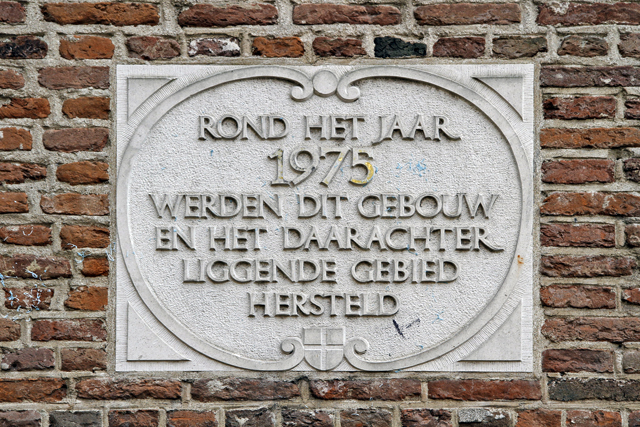 ROND HET JAAR
1975
WERDEN DIT GEBOUW
EN HET DAARACHTER
LIGGENDE GEBIED
HERSTELD